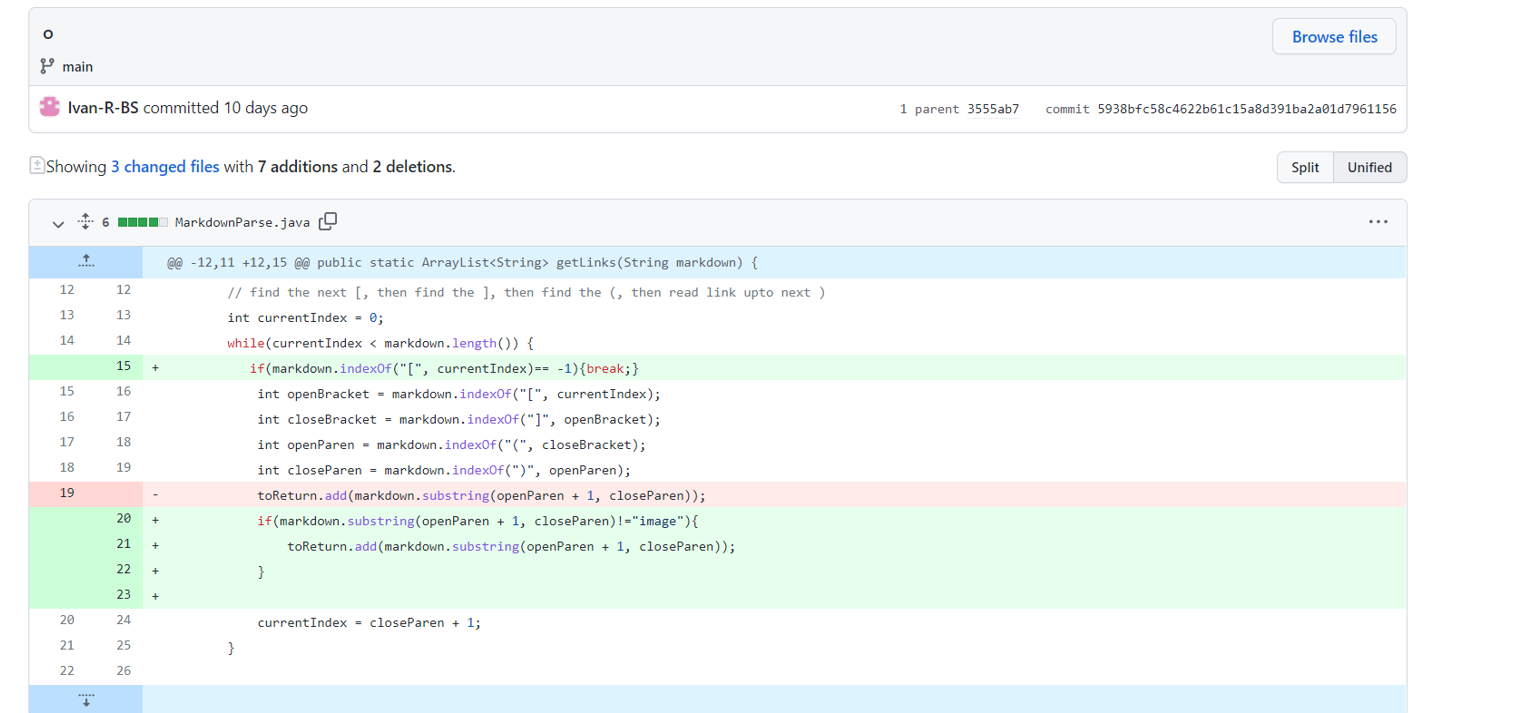 o
Browse files
main
Ivan-R-BS committed 10 days ago
1 parent 3555ab7 commit 5938bfc58c4622b61c15a8d391ba2a01d7961156
Showing 3 changed files with 7 additions and 2 deletions.
Split Unified
6 MarkdownParse.java
@@ -12,11 +12,15 @@ public static ArrayList<String> getLinks(String markdown) {
12 12 // find the next [, then find the ], then find the (, then read link upto next )
13 13 int currentIndex = 0;
14 14 while(currentIndex < markdown.length()) {
15 + if(markdown.indexOf("[", currentIndex)== -1){break;}
15 16 int openBracket = markdown.indexOf("[", currentIndex);
16 17 int closeBracket = markdown.indexOf("]", openBracket);
17 18 int openParen = markdown.indexOf("(", closeBracket);
18 19 int closeParen = markdown.indexOf(")", openParen);
19 - toReturn.add(markdown.substring(openParen + 1, closeParen));
20 + if(markdown.substring(openParen + 1, closeParen)!="image"){
21 + toReturn.add(markdown.substring(openParen + 1, closeParen));
22 + }
23 +
20 24 currentIndex = closeParen + 1;
21 25 }
22 26